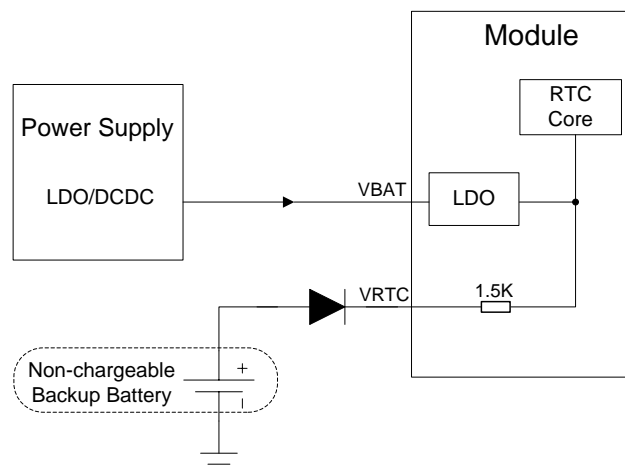 Module
RTC
Core
Power Supply
LDO/DCDC
VBAT
LDO
VRTC
1.5K
Non-chargeable
Backup Battery
+